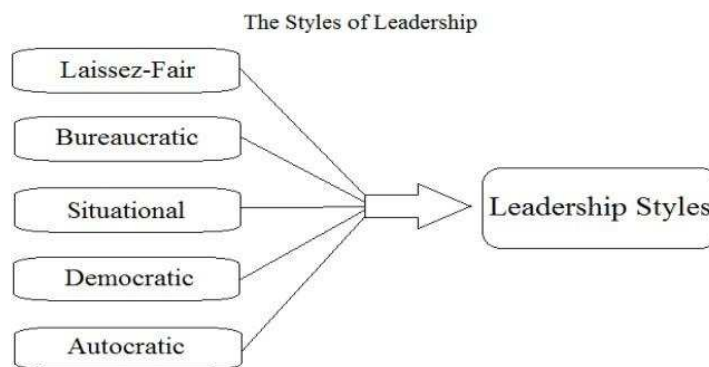 The Styles of Leadership
Laissez-Fair
Bureaucratic
Situational
Democratic
Autocratic
Leadership Styles